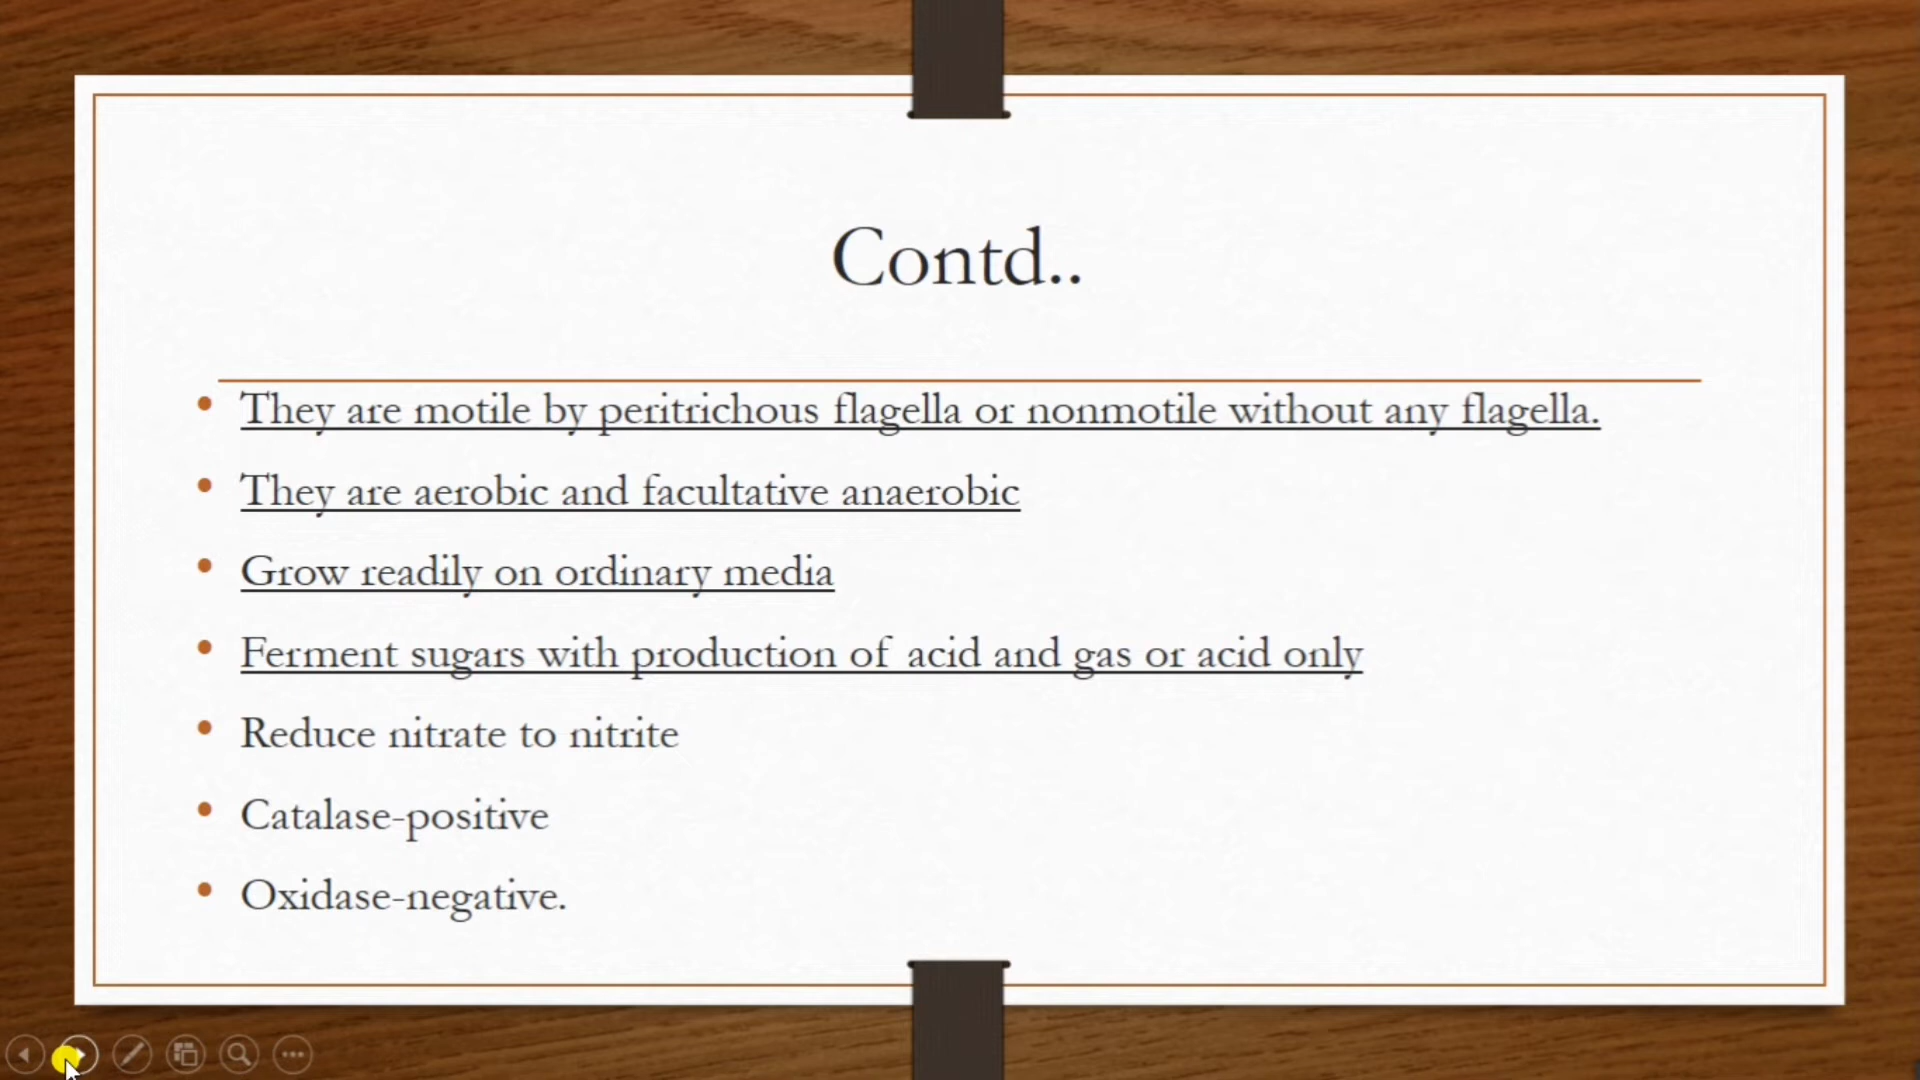 Contd..
• They are motile by peritrichous flagella or nonmotile without any flagella.
• They are aerobic and facultative anaerobic
• Grow readily on ordinary media
• Ferment sugars with production of acid and gas or acid only
• Reduce nitrate to nitrite
• Catalase-positive
• Oxidase-negative.